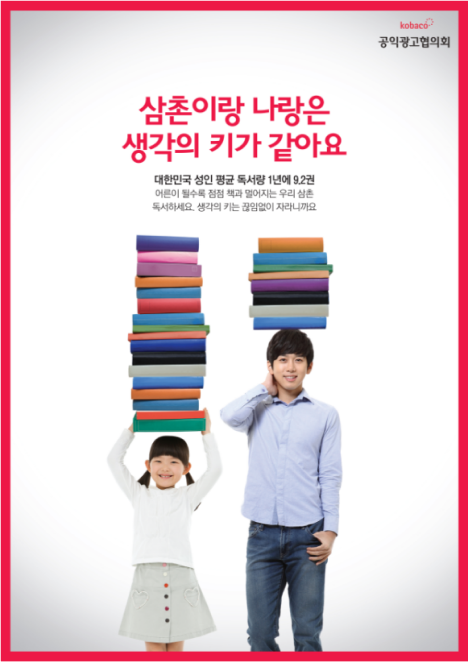 kobaco
공익광고협의회
삼촌이랑 나랑은
생각의 키가 같아요
대한민국 성인 평균 독서량 1년에 9.2권
어른이 될수록 점점 책과 멀어지는 우리 삼촌
독서하세요. 생각의 키는 끊임없이 자라니까요